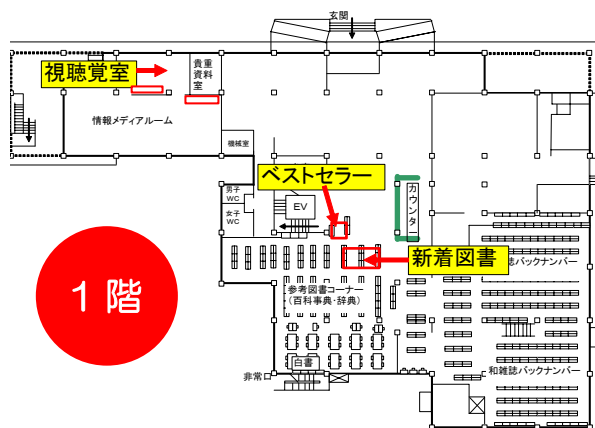 玄関
視聴覚室
貴重
資料
室
情報メディアルーム
機械室
ベストセラー
男子
WC
女子
WC
EV
カウンター
新着図書
誌バックナンバー
1階
参考図書コーナー
(百科事典・辞典)
白書
非常口
和雑誌バックナンバー